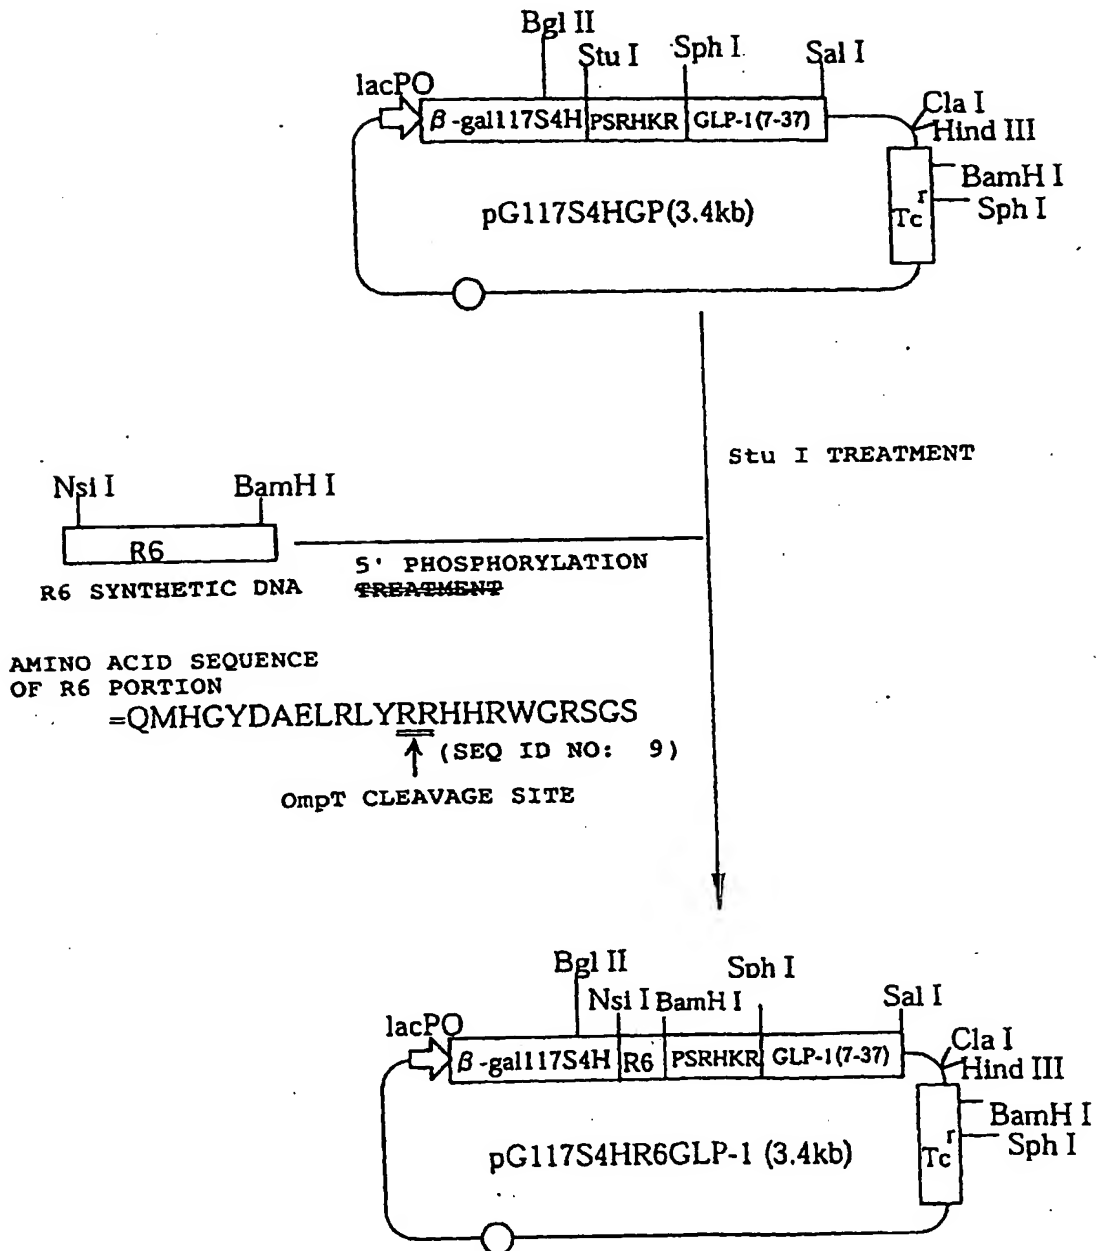 Bgl II
Stu I
Sph I
Sal I
lacPO
β-gal117S4H PSRHKR GLP-1(7-37)
Cla I
Hind III
BamH I
Sph I
Tc r
pG117S4HGP(3.4kb)
Stu I TREATMENT
Nsi I BamH I
R6
R6 SYNTHETIC DNA
5' PHOSPHORYLATION
TREATMENT
AMINO ACID SEQUENCE
OF R6 PORTION
=QMHGYDAELRLYRRHHRWGRSGS
(SEQ ID NO: 9)
OmpT CLEAVAGE SITE
Bgl II
Sph I
Nsi I BamH I
Sal I
lacPO
β-gal117S4H R6 PSRHKR GLP-1(7-37)
Cla I
Hind III
BamH I
Sph I
Tc r
pG117S4HR6GLP-1 (3.4kb)